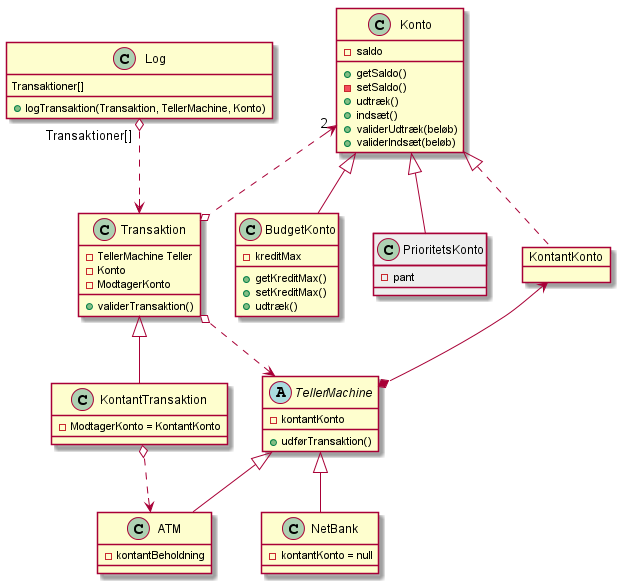 C Log
Transaktioner[]
logTransaktion(Transaktion, TellerMachine, Konto)
C Konto
saldo
getSaldo()
setSaldo()
udtræk()
indsæt()
validerUdtræk(beløb)
validerIndsæt(beløb)
Transaktioner[]
2
C Transaktion
TellerMachine Teller
Konto
ModtagerKonto
validerTransaktion()
C BudgetKonto
kreditMax
getKreditMax()
setKreditMax()
udtræk()
C PrioritetsKonto
pant
KontantKonto
C KontantTransaktion
ModtagerKonto = KontantKonto
A TellerMachine
kontantKonto
udførTransaktion()
C ATM
kontantBeholdning
C NetBank
kontantKonto = null